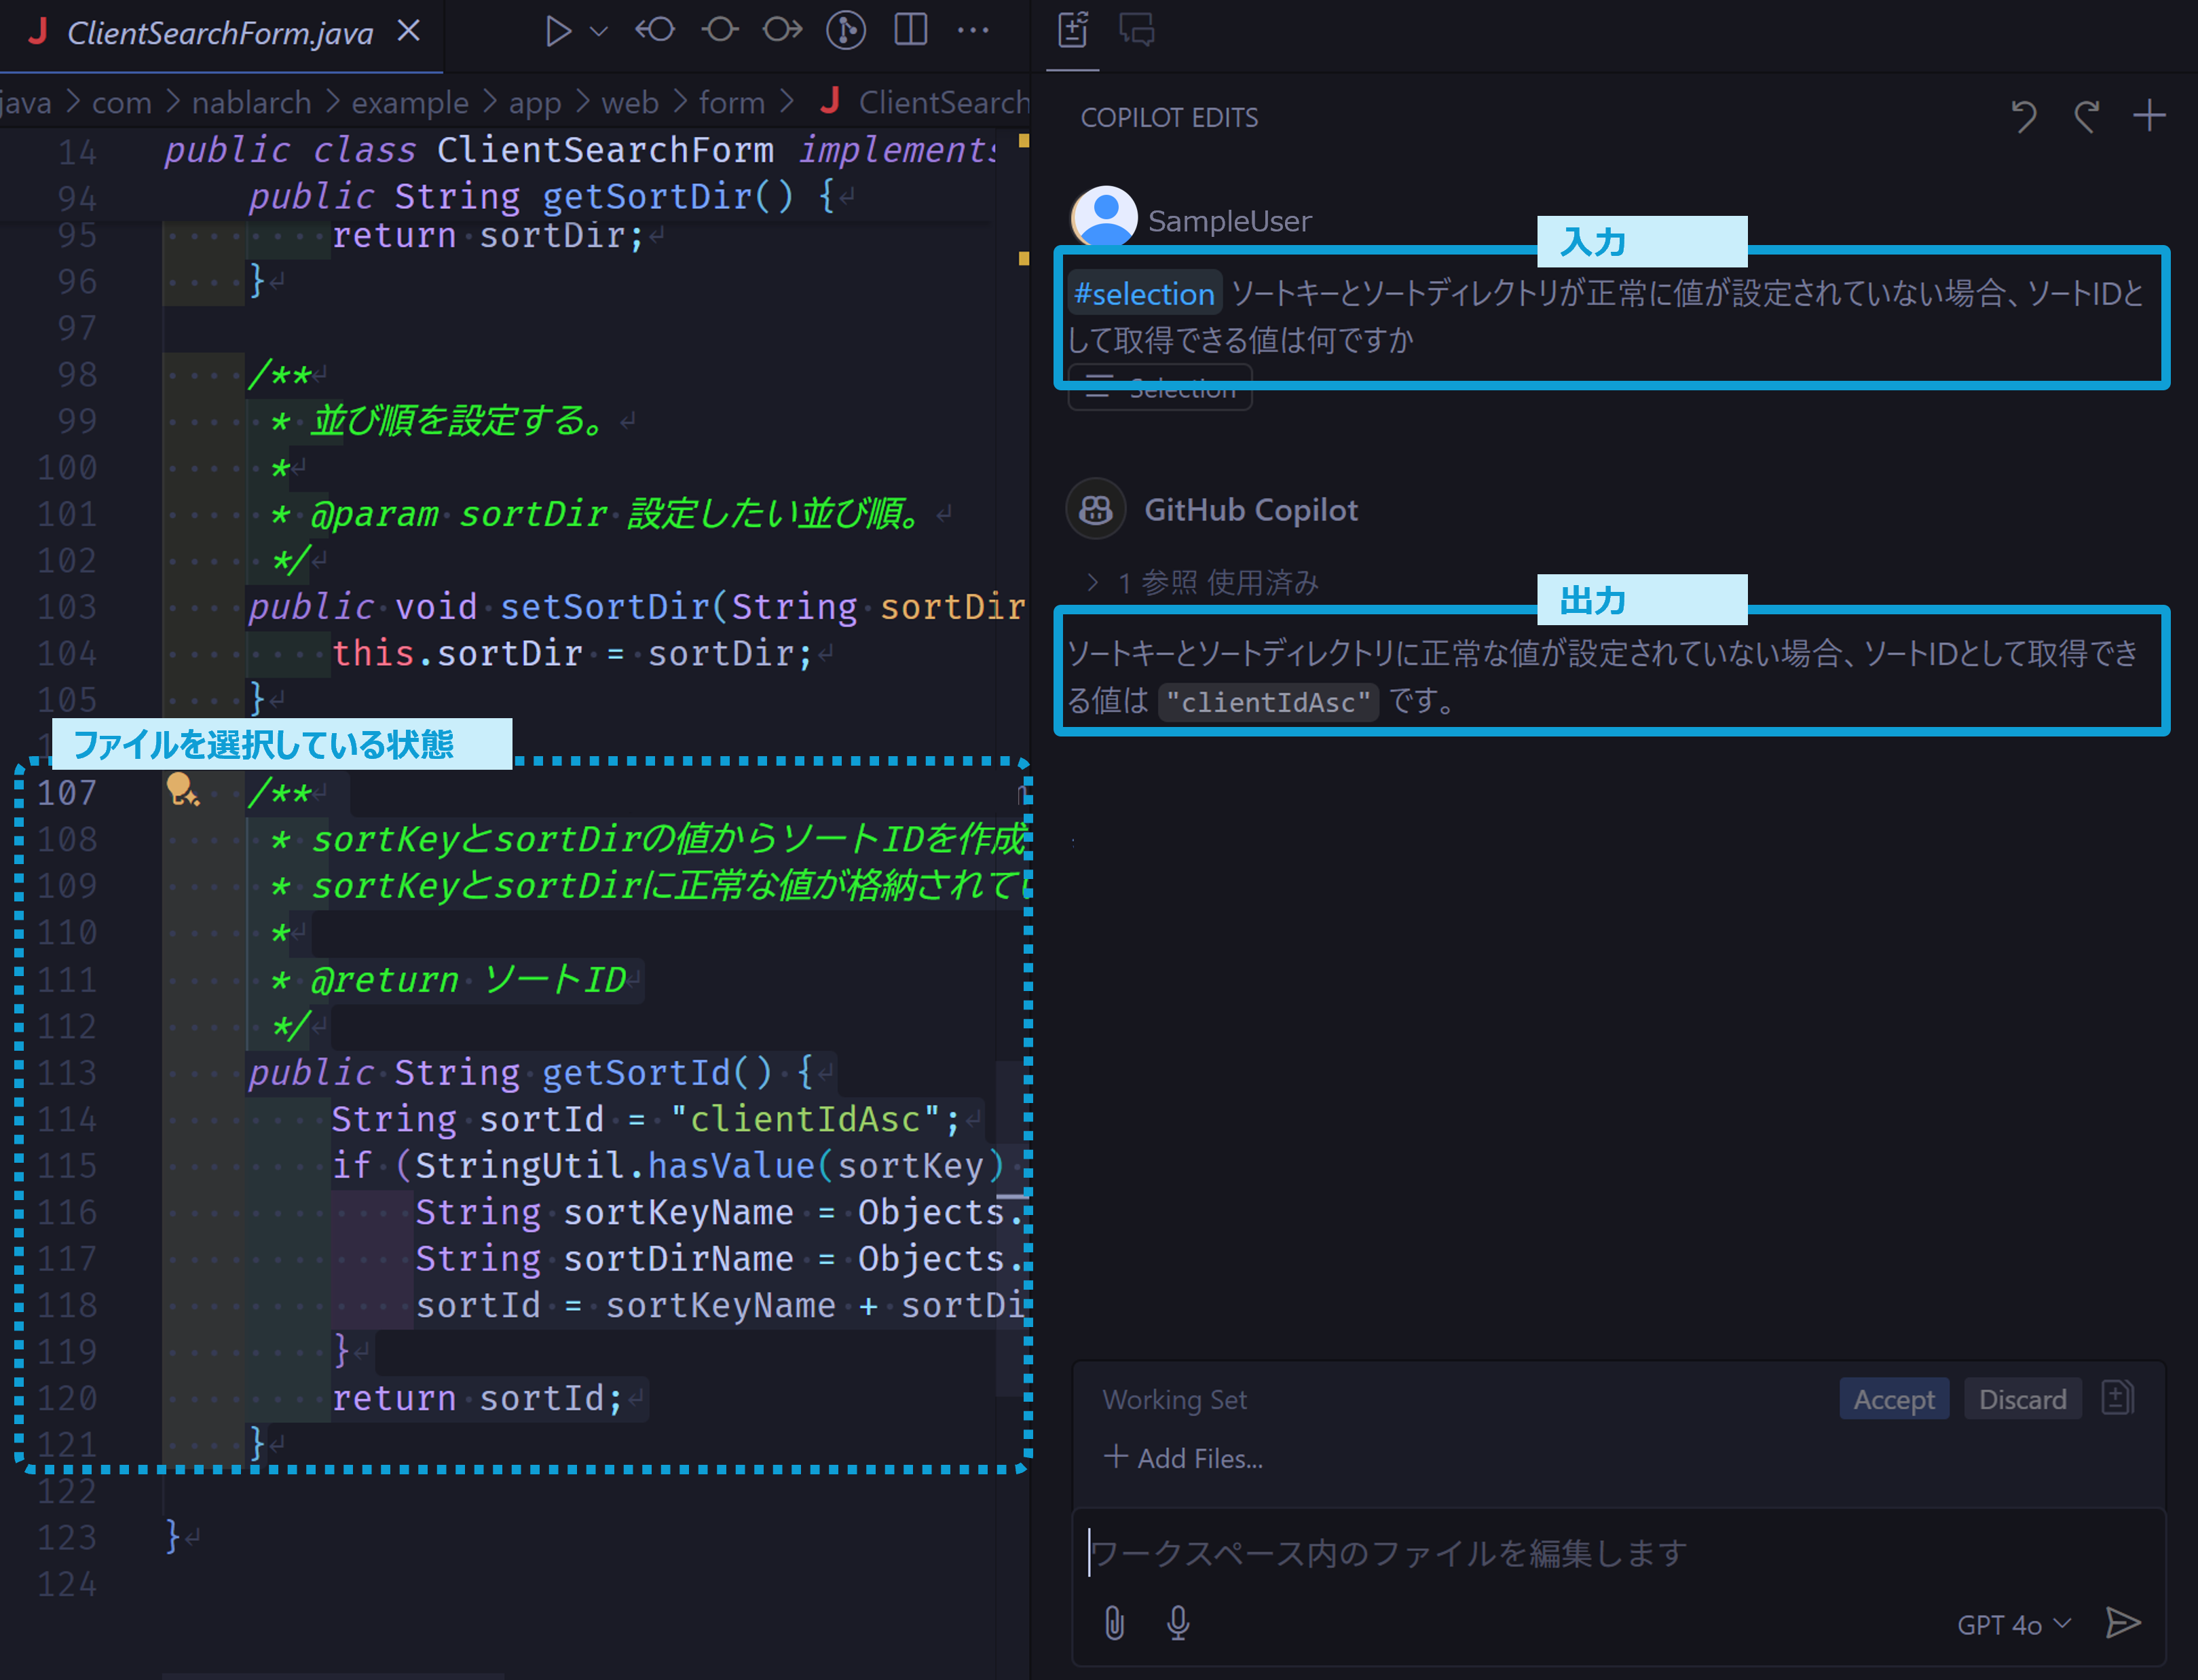 J ClientSearchForm.java
java > com > nablarch > example > app > web > form > J ClientSearch
14 public class ClientSearchForm implements
94 public String getSortDir() {
95 return sortDir;
96 }
97
98 /**
99 * 並び順を設定する。
100 *
101 * @param sortDir 設定したい並び順。
102 */
103 public void setSortDir(String sortDir
104 this.sortDir = sortDir;
105 }
ファイルを選択している状態
107 /**
108 * sortKeyとsortDirの値からソートIDを作成
109 * sortKeyとsortDirに正常な値が格納されてい
110 *
111 * @return ソートID
112 */
113 public String getSortId() {
114 String sortId = "clientIdAsc";
115 if (StringUtil.hasValue(sortKey)
116 String sortKeyName = Objects.
117 String sortDirName = Objects.
118 sortId = sortKeyName + sortDi
119 }
120 return sortId;
121 }
122
123 }
124
COPILOT EDITS
SampleUser
入力
#selection ソートキーとソートディレクトリが正常に値が設定されていない場合、ソートIDと
して取得できる値は何ですか
Selection
GitHub Copilot
> 1 参照 使用済み
出力
ソートキーとソートディレクトリに正常な値が設定されていない場合、ソートIDとして取得でき
る値は "clientIdAsc" です。
Working Set Accept Discard
+ Add Files...
ワークスペース内のファイルを編集します
GPT 4o